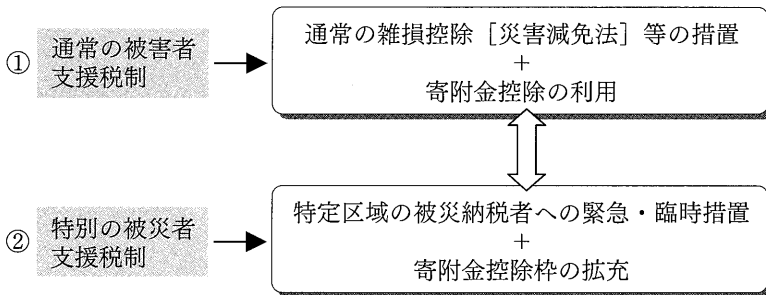 ① 通常の被害者
支援税制
通常の雑損控除［災害減免法］等の措置
+
寄附金控除の利用
② 特別の被災者
支援税制
特定区域の被災納税者への緊急・臨時措置
+
寄附金控除枠の拡充